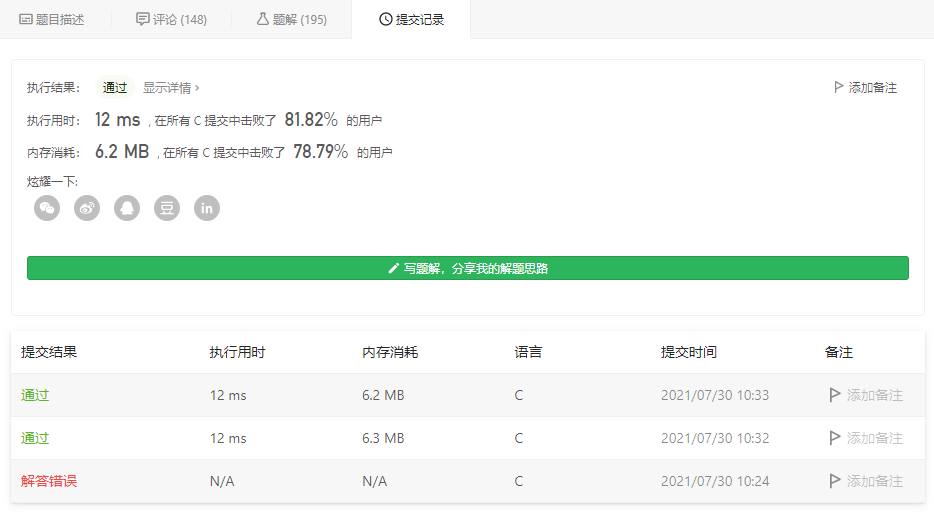 题目描述 评论 (148) 题解 (195) 提交记录
执行结果： 通过 显示详情 › 添加备注
执行用时： 12 ms , 在所有 C 提交中击败了 81.82% 的用户
内存消耗： 6.2 MB , 在所有 C 提交中击败了 78.79% 的用户
炫耀一下:
豆 in
写题解，分享我的解题思路
提交结果 执行用时 内存消耗 语言 提交时间 备注
通过 12 ms 6.2 MB C 2021/07/30 10:33 添加备注
通过 12 ms 6.3 MB C 2021/07/30 10:32 添加备注
解答错误 N/A N/A C 2021/07/30 10:24 添加备注